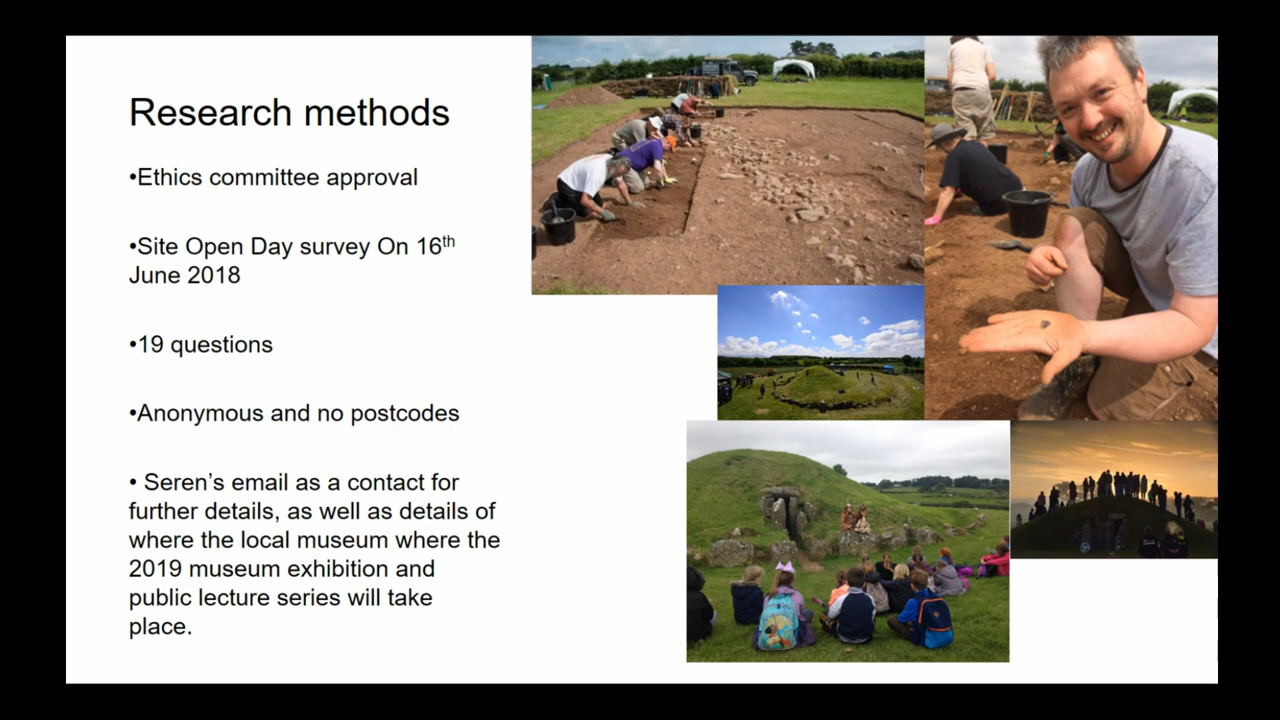 Research methods
•Ethics committee approval
•Site Open Day survey On 16th
June 2018
•19 questions
•Anonymous and no postcodes
• Seren’s email as a contact for
further details, as well as details of
where the local museum where the
2019 museum exhibition and
public lecture series will take
place.